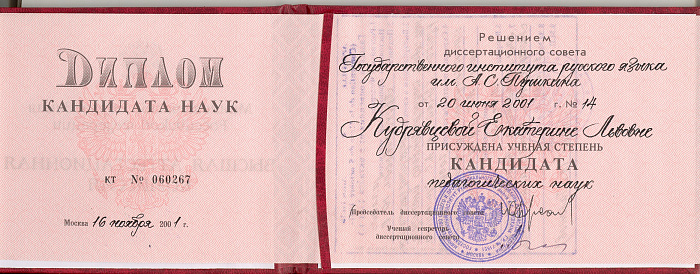 ДИПЛОМ
КАНДИДАТА НАУК
КТ № 060267
Москва 16 ноября 2001 г.
Решением
диссертационного совета
Государственного института русского языка
им. А.С. Пушкина
от 20 июня 2001 г. № 14
Кудрявцевой Екатерине Львовне
ПРИСУЖДЕНА УЧЕНАЯ СТЕПЕНЬ
КАНДИДАТА
педагогических наук
Председатель диссертационного совета
Ученый секретарь
диссертационного совета